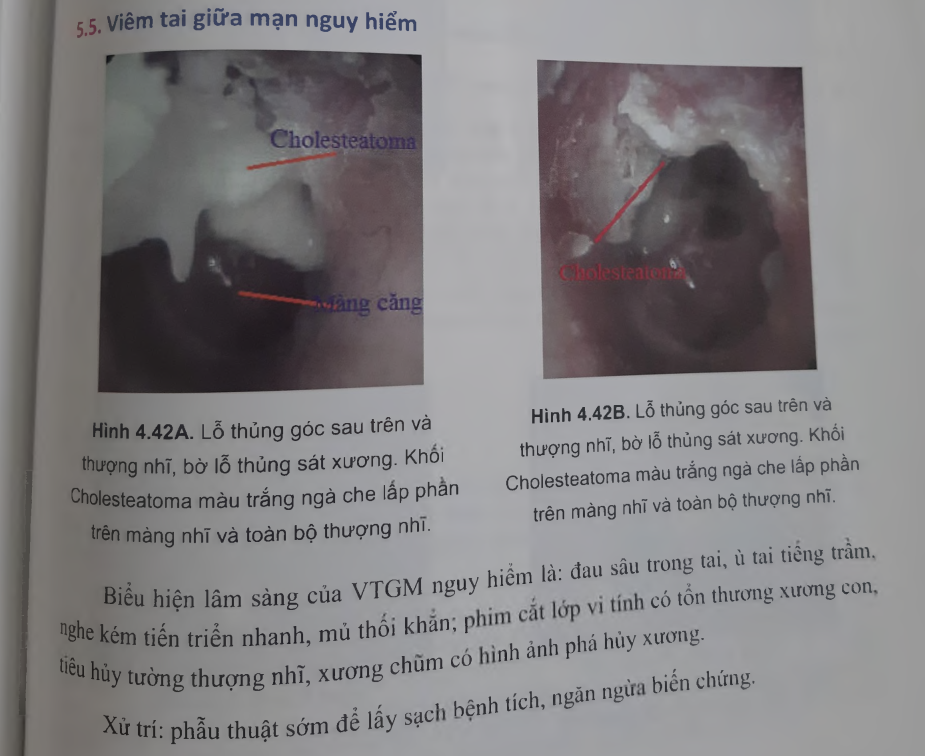 5.5. Viêm tai giữa mạn nguy hiểm
Cholesteatoma
Màng căng
Cholesteatoma
Hình 4.42A. Lỗ thủng góc sau trên và
thượng nhĩ, bờ lỗ thủng sát xương. Khối
Cholesteatoma màu trắng ngà che lấp phần
trên màng nhĩ và toàn bộ thượng nhĩ.
Hình 4.42B. Lỗ thủng góc sau trên và
thượng nhĩ, bờ lỗ thủng sát xương. Khối
Cholesteatoma màu trắng ngà che lấp phần
trên màng nhĩ và toàn bộ thượng nhĩ.
Biểu hiện lâm sàng của VTGM nguy hiểm là: đau sâu trong tai, ù tai tiếng trầm,
nghe kém tiến triển nhanh, mủ thối khẳn; phim cắt lớp vi tính có tổn thương xương con,
tiêu hủy tường thượng nhĩ, xương chũm có hình ảnh phá hủy xương.
Xử trí: phẫu thuật sớm để lấy sạch bệnh tích, ngăn ngừa biến chứng.